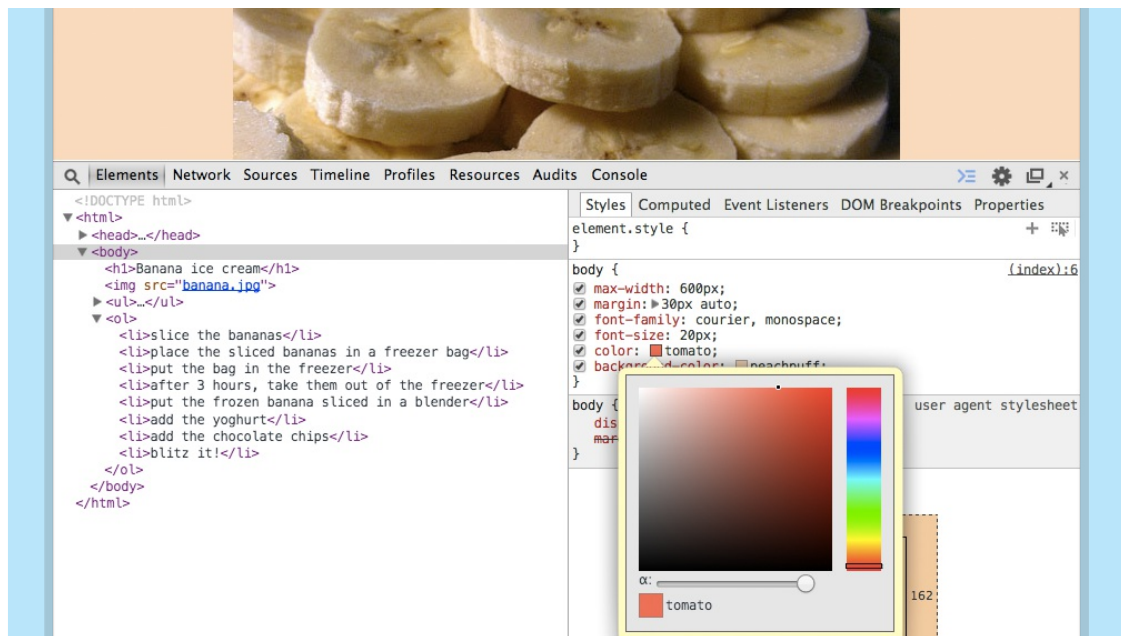 Elements Network Sources Timeline Profiles Resources Audits Console
<!DOCTYPE html>
▼<html>
▶<head>…</head>
▼<body>
<h1>Banana ice cream</h1>
<img src="banana.jpg">
▶<ul>…</ul>
▼<ol>
<li>slice the bananas</li>
<li>place the sliced bananas in a freezer bag</li>
<li>put the bag in the freezer</li>
<li>after 3 hours, take them out of the freezer</li>
<li>put the frozen banana sliced in a blender</li>
<li>add the yoghurt</li>
<li>add the chocolate chips</li>
<li>blitz it!</li>
</ol>
</body>
</html>
Styles Computed Event Listeners DOM Breakpoints Properties
element.style {
}
body { (index):6
max-width: 600px;
margin:▶30px auto;
font-family: courier, monospace;
font-size: 20px;
color: tomato;
background-color: peachpuff;
}
body { user agent stylesheet
dis
mar
}
α:
tomato
162